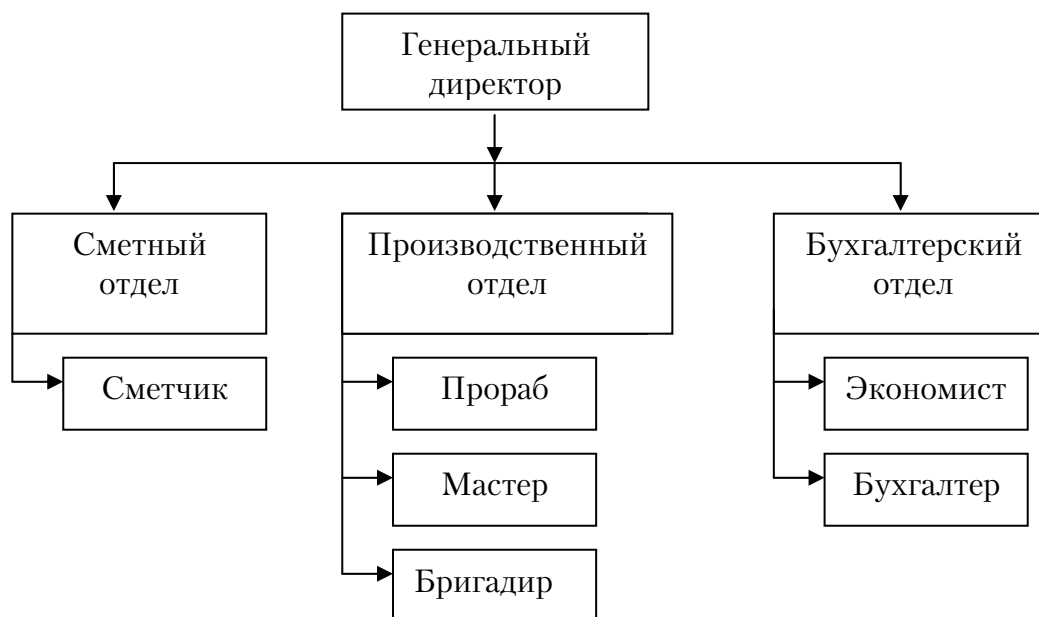 Генеральный
директор
Сметный
отдел
Производственный
отдел
Бухгалтерский
отдел
Сметчик
Прораб
Экономист
Мастер
Бухгалтер
Бригадир